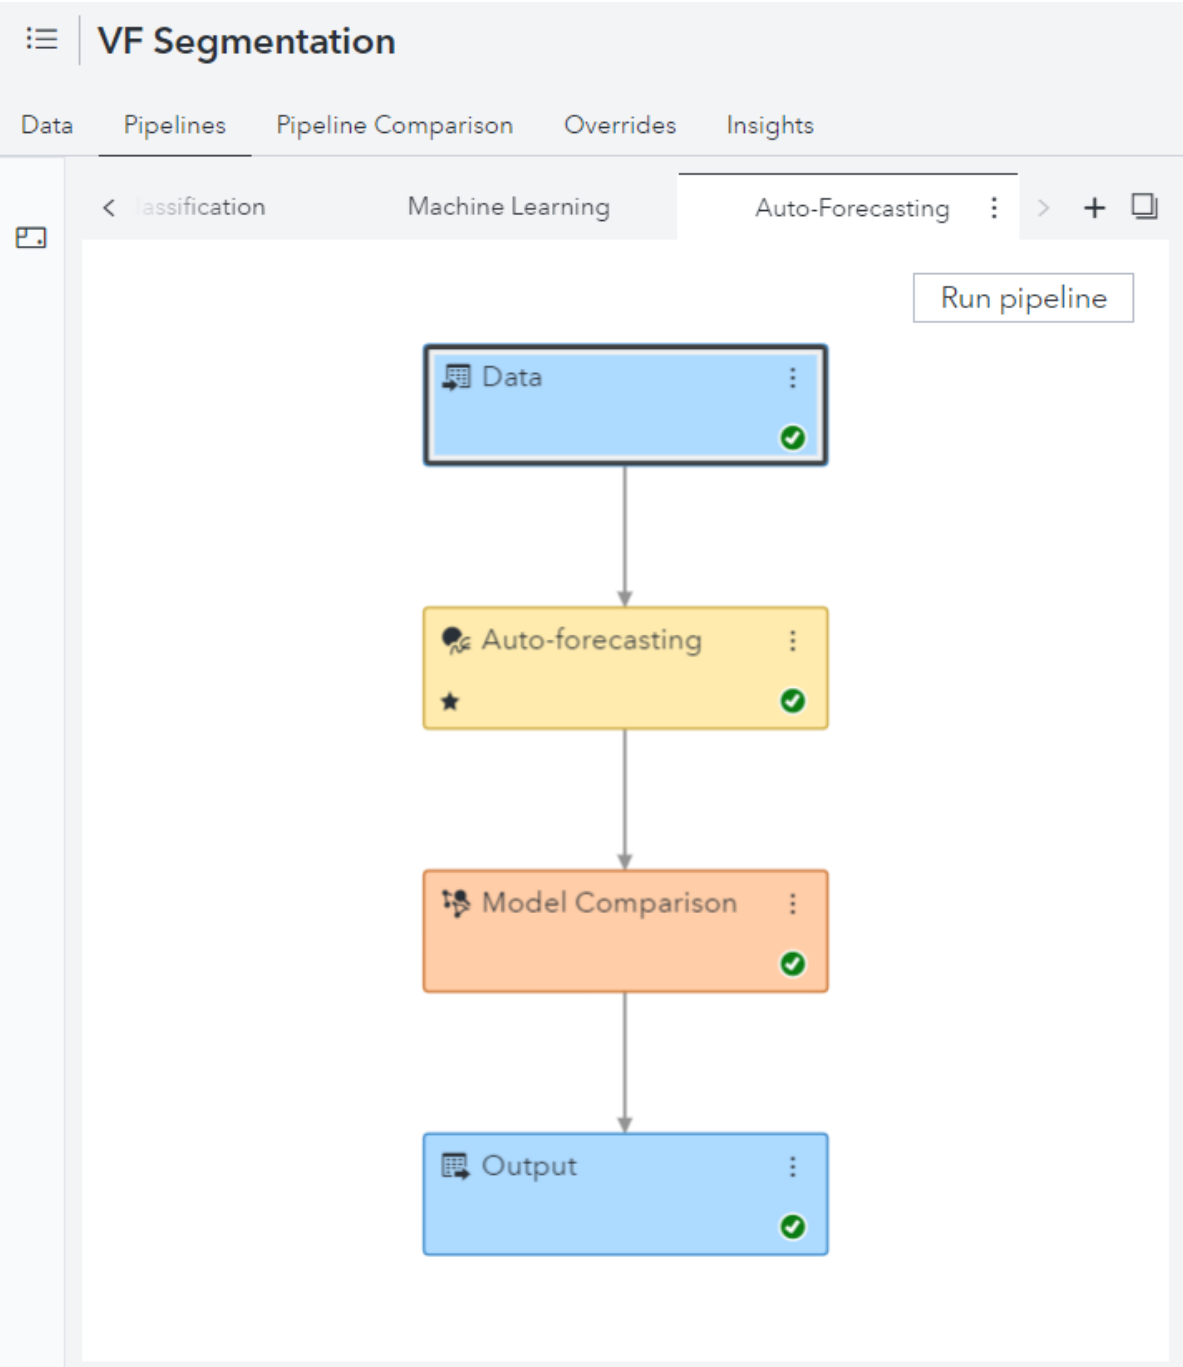 VF Segmentation
Data Pipelines Pipeline Comparison Overrides Insights
assification Machine Learning Auto-Forecasting
Run pipeline
Data
Auto-forecasting
Model Comparison
Output